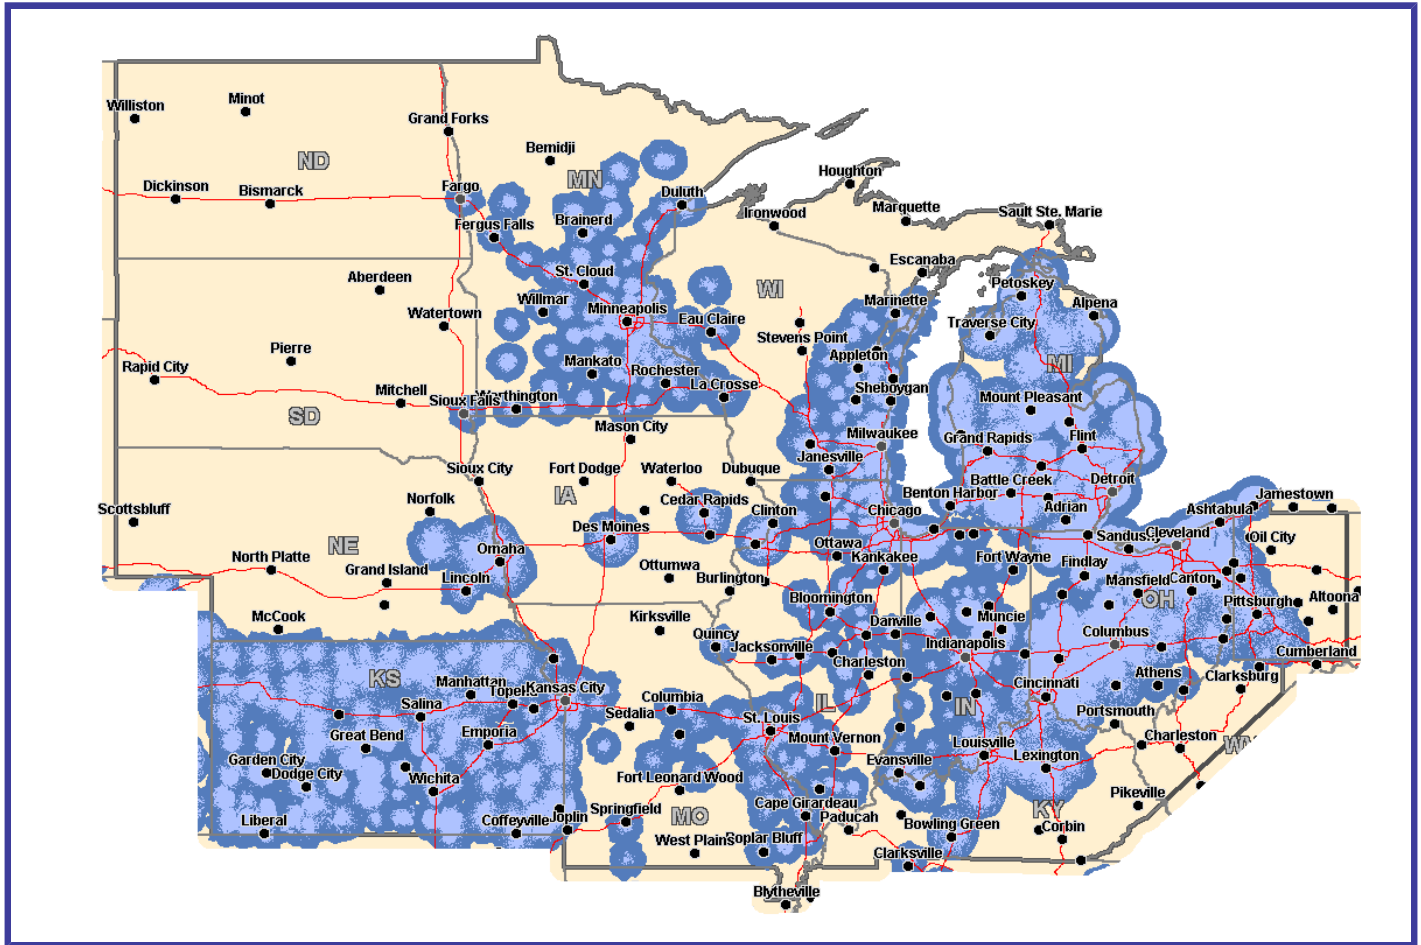 Williston
Minot
Grand Forks
Bemidji
ND
MN
Houghton
Dickinson
Bismarck
Fargo
Duluth
Ironwood
Marquette
Sault Ste. Marie
Fergus Falls
Brainerd
Escanaba
Aberdeen
St. Cloud
WI
Petoskey
Willmar
Marinette
Alpena
Watertown
Minneapolis
Eau Claire
Traverse City
Stevens Point
Pierre
Appleton
MI
Rapid City
Mankato
Rochester
La Crosse
Mitchell
Sioux Falls
Worthington
Sheboygan
Mount Pleasant
SD
Mason City
Milwaukee
Grand Rapids
Flint
Janesville
Sioux City
Fort Dodge
Waterloo
Dubuque
Battle Creek
Detroit
Norfolk
IA
Cedar Rapids
Benton Harbor
Jamestown
Scottsbluff
Clinton
Adrian
Ashtabula
Des Moines
Chicago
NE
Omaha
Ottawa
Sandusky
Cleveland
Oil City
North Platte
Kankakee
Fort Wayne
Findlay
Grand Island
Lincoln
Ottumwa
Burlington
Mansfield
Canton
Bloomington
OH
Pittsburgh
Altoona
McCook
Kirksville
Danville
Muncie
Quincy
Jacksonville
Indianapolis
Columbus
Charleston
Cumberland
KS
Manhattan
Topeka
Kansas City
Cincinnati
Athens
Clarksburg
Salina
Columbia
IL
IN
Sedalia
St. Louis
Portsmouth
Great Bend
Emporia
Mount Vernon
Louisville
Charleston
WV
Garden City
Dodge City
Wichita
Fort Leonard Wood
Evansville
Lexington
Pikeville
Cape Girardeau
Liberal
Coffeyville
Joplin
Springfield
MO
Paducah
Bowling Green
KY
Corbin
West Plains
Poplar Bluff
Clarksville
Blytheville